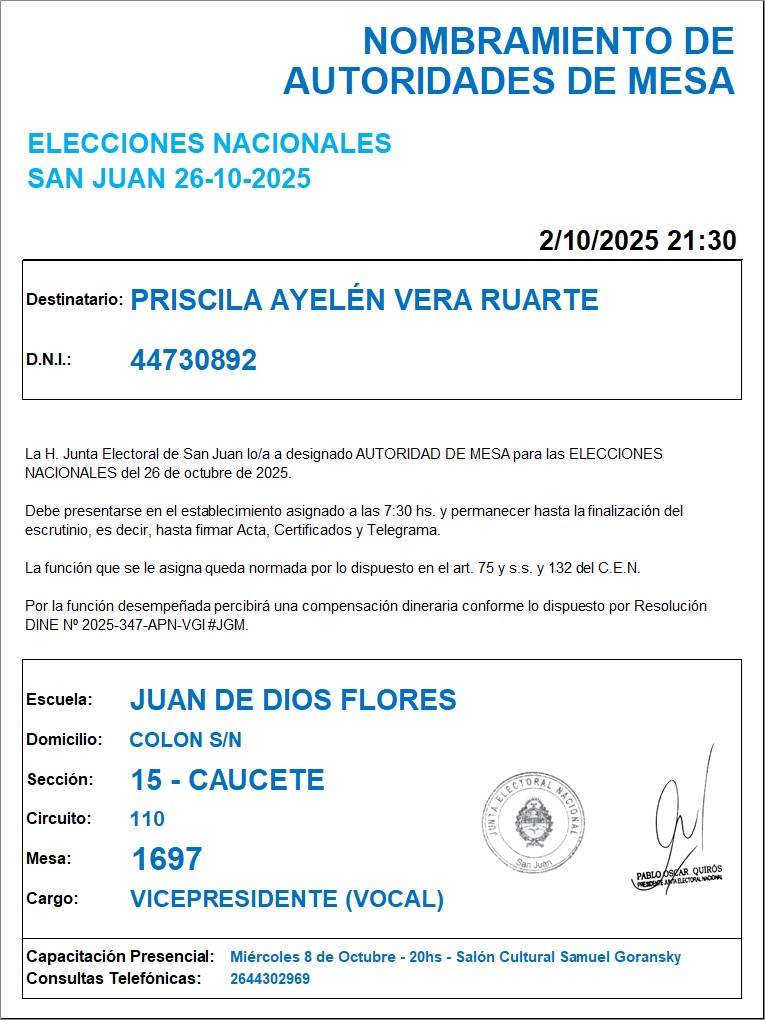 NOMBRAMIENTO DE
AUTORIDADES DE MESA
ELECCIONES NACIONALES
SAN JUAN 26-10-2025
2/10/2025 21:30
Destinatario: PRISCILA AYELÉN VERA RUARTE
D.N.I.: 44730892
La H. Junta Electoral de San Juan lo/a a designado AUTORIDAD DE MESA para las ELECCIONES
NACIONALES del 26 de octubre de 2025.
Debe presentarse en el establecimiento asignado a las 7:30 hs. y permanecer hasta la finalización del
escrutinio, es decir, hasta firmar Acta, Certificados y Telegrama.
La función que se le asigna queda normada por lo dispuesto en el art. 75 y s.s. y 132 del C.E.N.
Por la función desempeñada percibirá una compensación dineraria conforme lo dispuesto por Resolución
DINE Nº 2025-347-APN-VGI#JGM.
Escuela: JUAN DE DIOS FLORES
Domicilio: COLON S/N
Sección: 15 - CAUCETE
Circuito: 110
Mesa: 1697
Cargo: VICEPRESIDENTE (VOCAL)
JUNTA ELECTORAL NACIONAL
San Juan
PABLO OSCAR QUIRÓS
PRESIDENTE JUNTA ELECTORAL NACIONAL
Capacitación Presencial: Miércoles 8 de Octubre - 20hs - Salón Cultural Samuel Goransky
Consultas Telefónicas: 2644302969